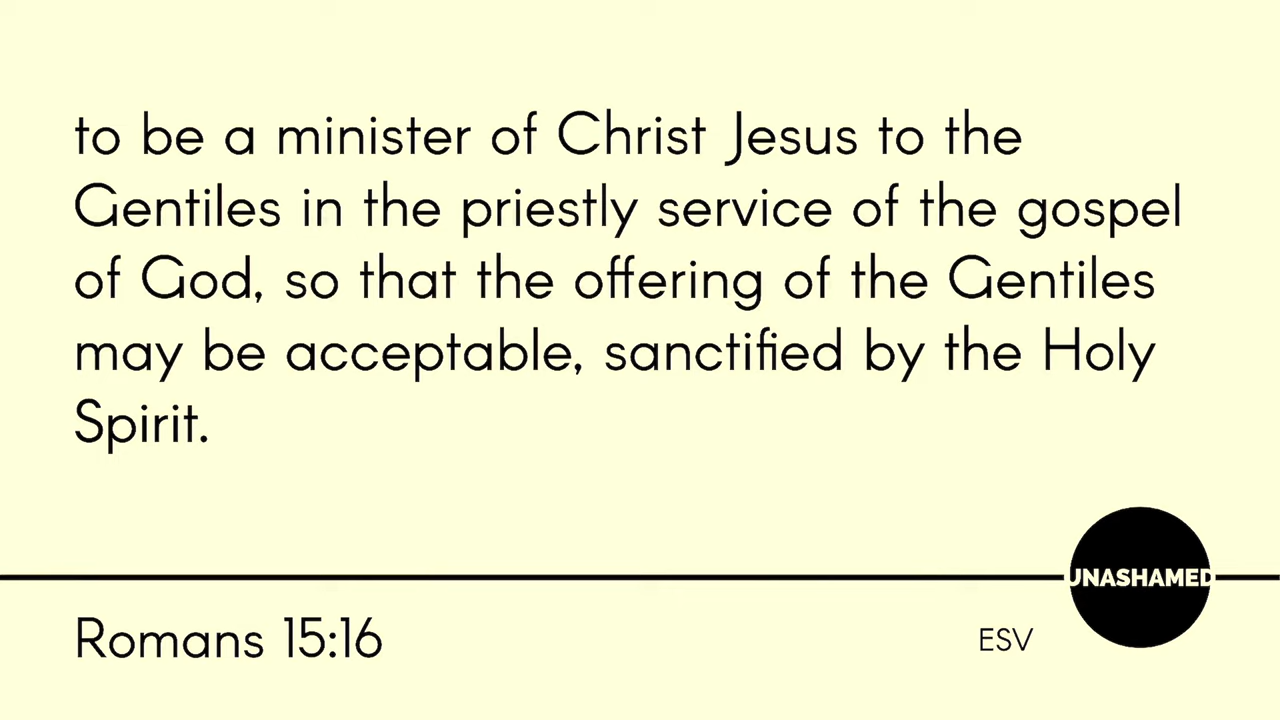 to be a minister of Christ Jesus to the
Gentiles in the priestly service of the gospel
of God, so that the offering of the Gentiles
may be acceptable, sanctified by the Holy
Spirit.
UNASHAMED
Romans 15:16
ESV